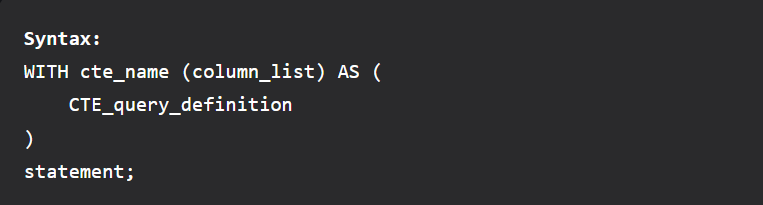 Syntax:
WITH cte_name (column_list) AS (
    CTE_query_definition
)
statement;